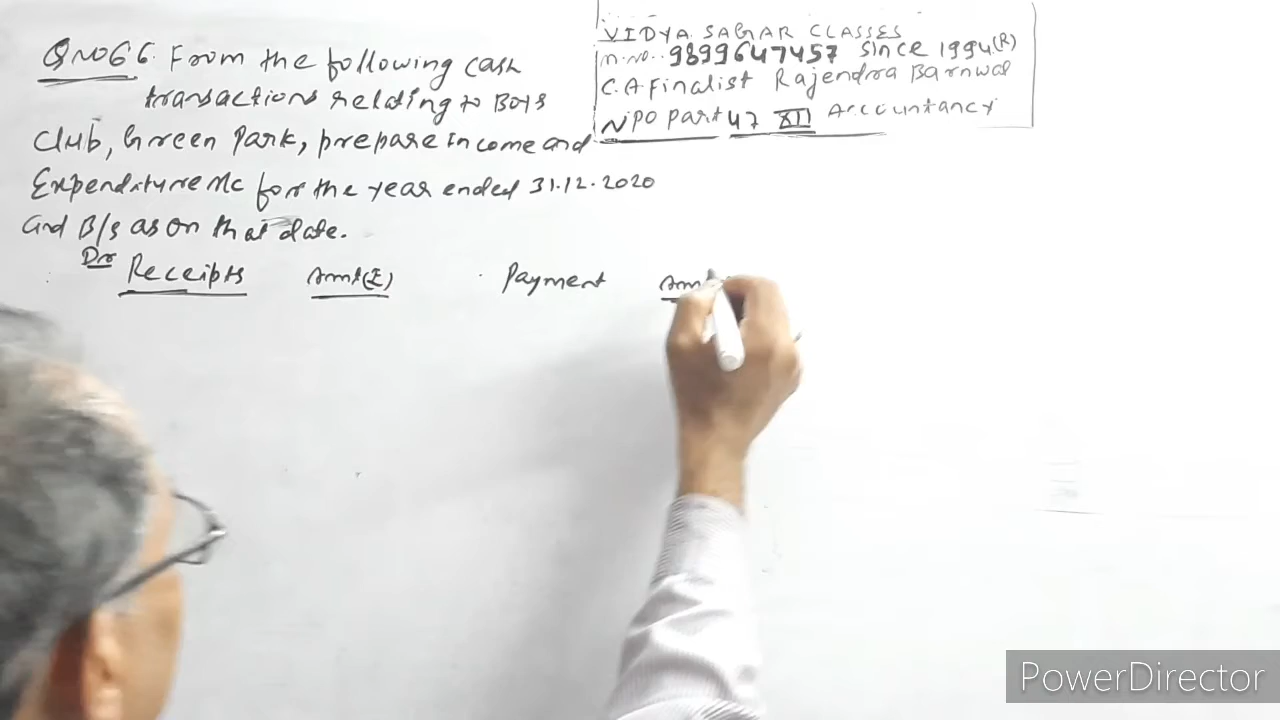 Q NO 66. From the following cash
transactions relating to Boys
Club, Green Park, prepare Income and
Expenditure A/c for the year ended 31.12.2020
and B/s as on that date.
VIDYA SAGAR CLASSES
M.NO.. 9899647457 since 1994(R)
C.A Finalist Rajendra Barnwal
NPO part 47 XII Accountancy
Dr Receipts Amt(₹) Payment Am
PowerDirector